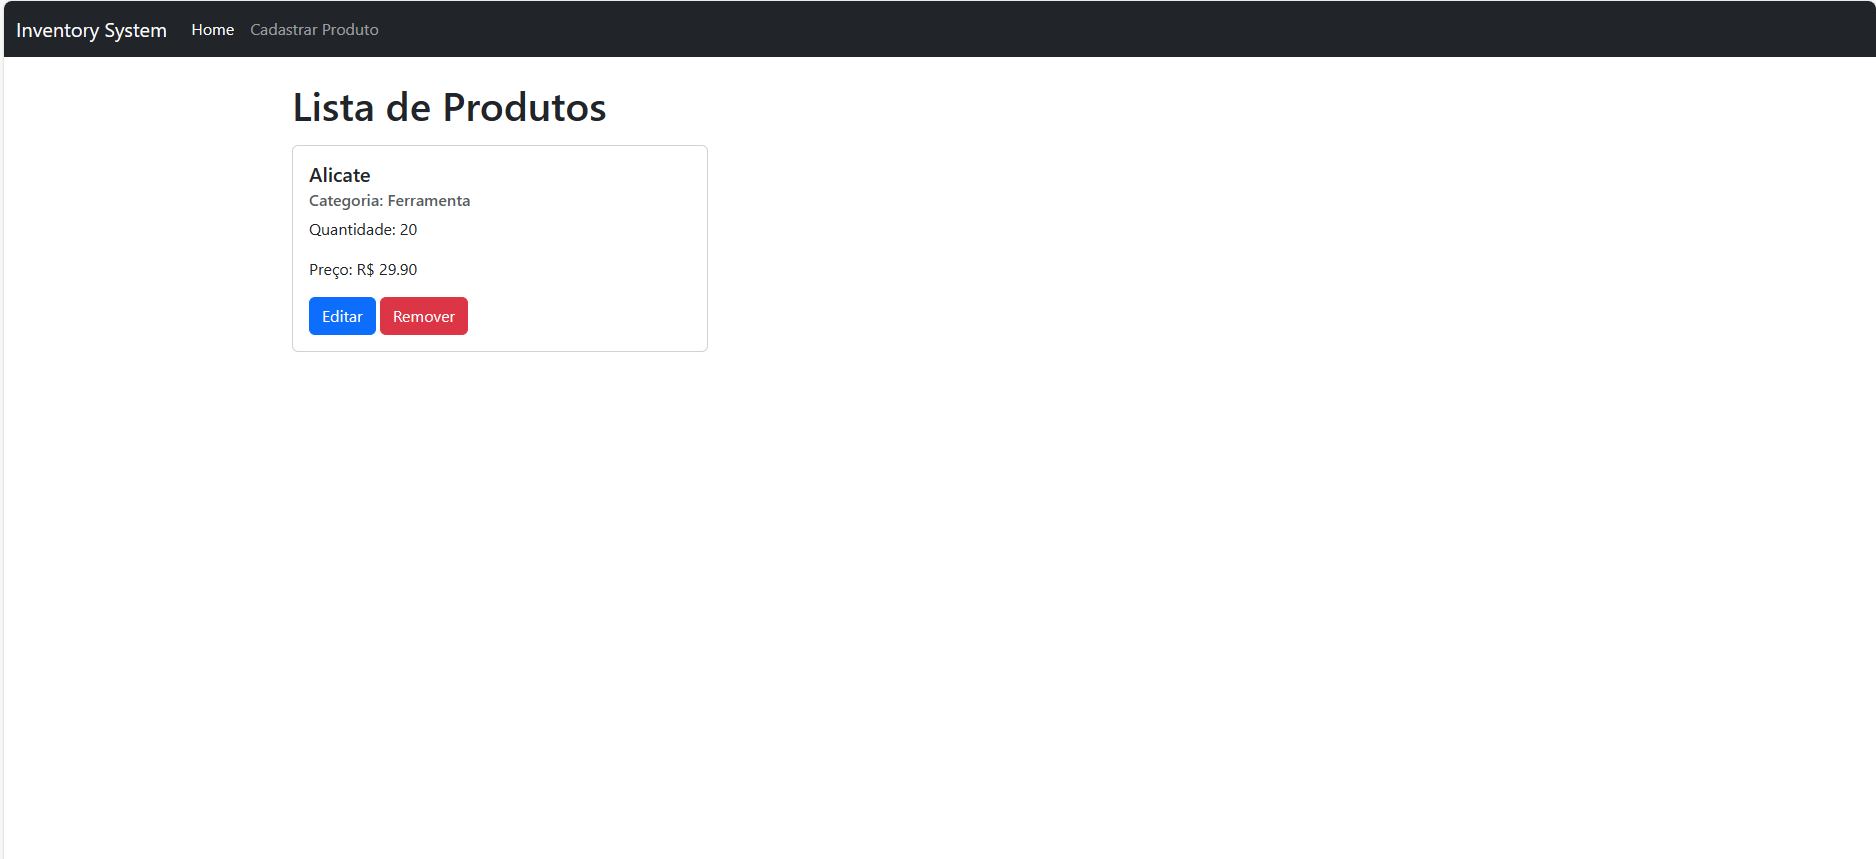 Inventory System Home Cadastrar Produto
Lista de Produtos
Alicate
Categoria: Ferramenta
Quantidade: 20
Preço: R$ 29.90
Editar Remover